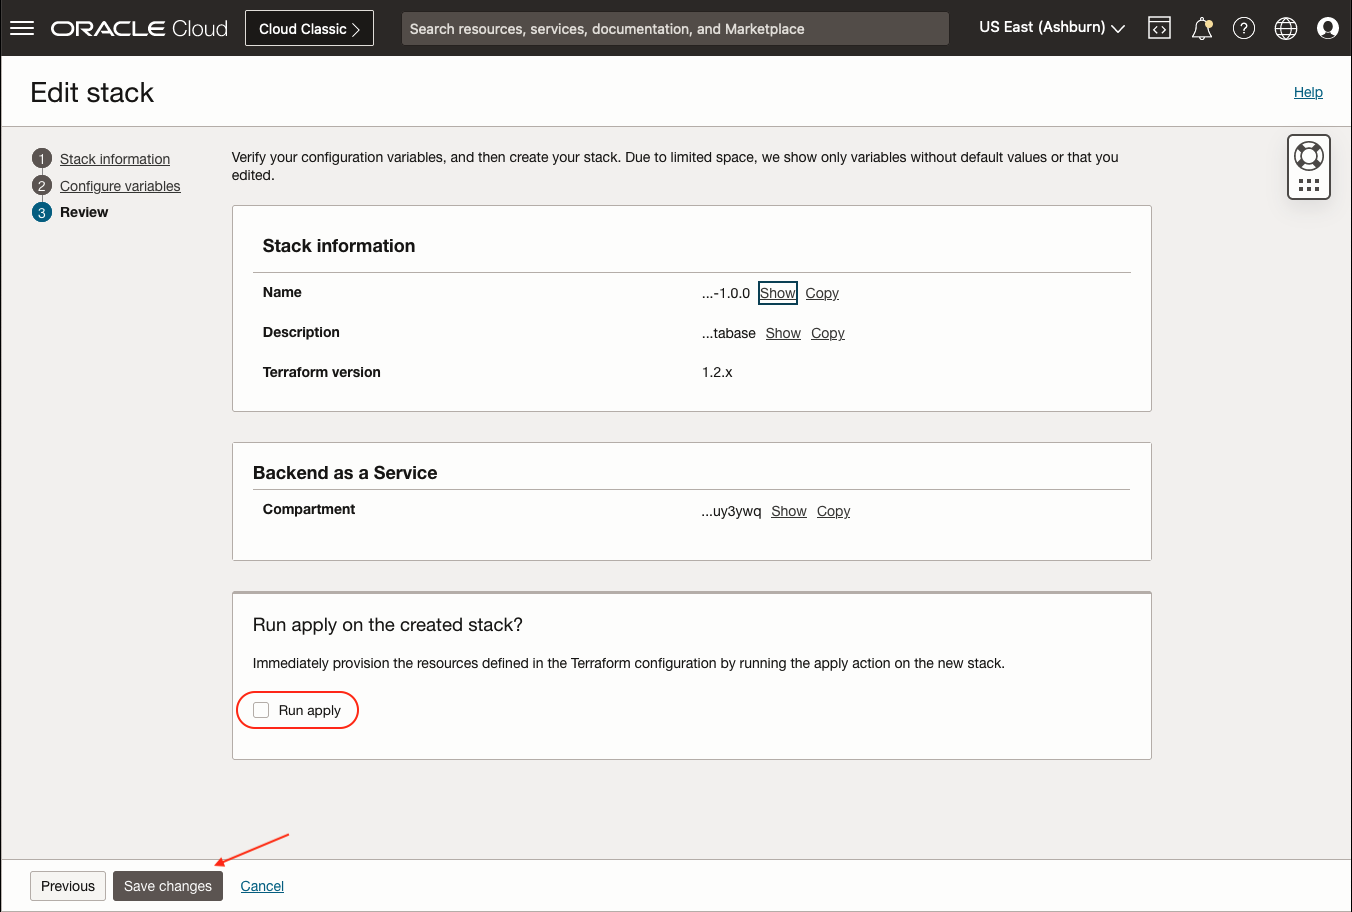 ORACLE Cloud
Cloud Classic
Search resources, services, documentation, and Marketplace
US East (Ashburn)
Edit stack
Help
1 Stack information
2 Configure variables
3 Review
Verify your configuration variables, and then create your stack. Due to limited space, we show only variables without default values or that you
edited.
Stack information
Name ...-1.0.0 Show Copy
Description ...tabase Show Copy
Terraform version 1.2.x
Backend as a Service
Compartment ...uy3ywq Show Copy
Run apply on the created stack?
Immediately provision the resources defined in the Terraform configuration by running the apply action on the new stack.
Run apply
Previous Save changes Cancel